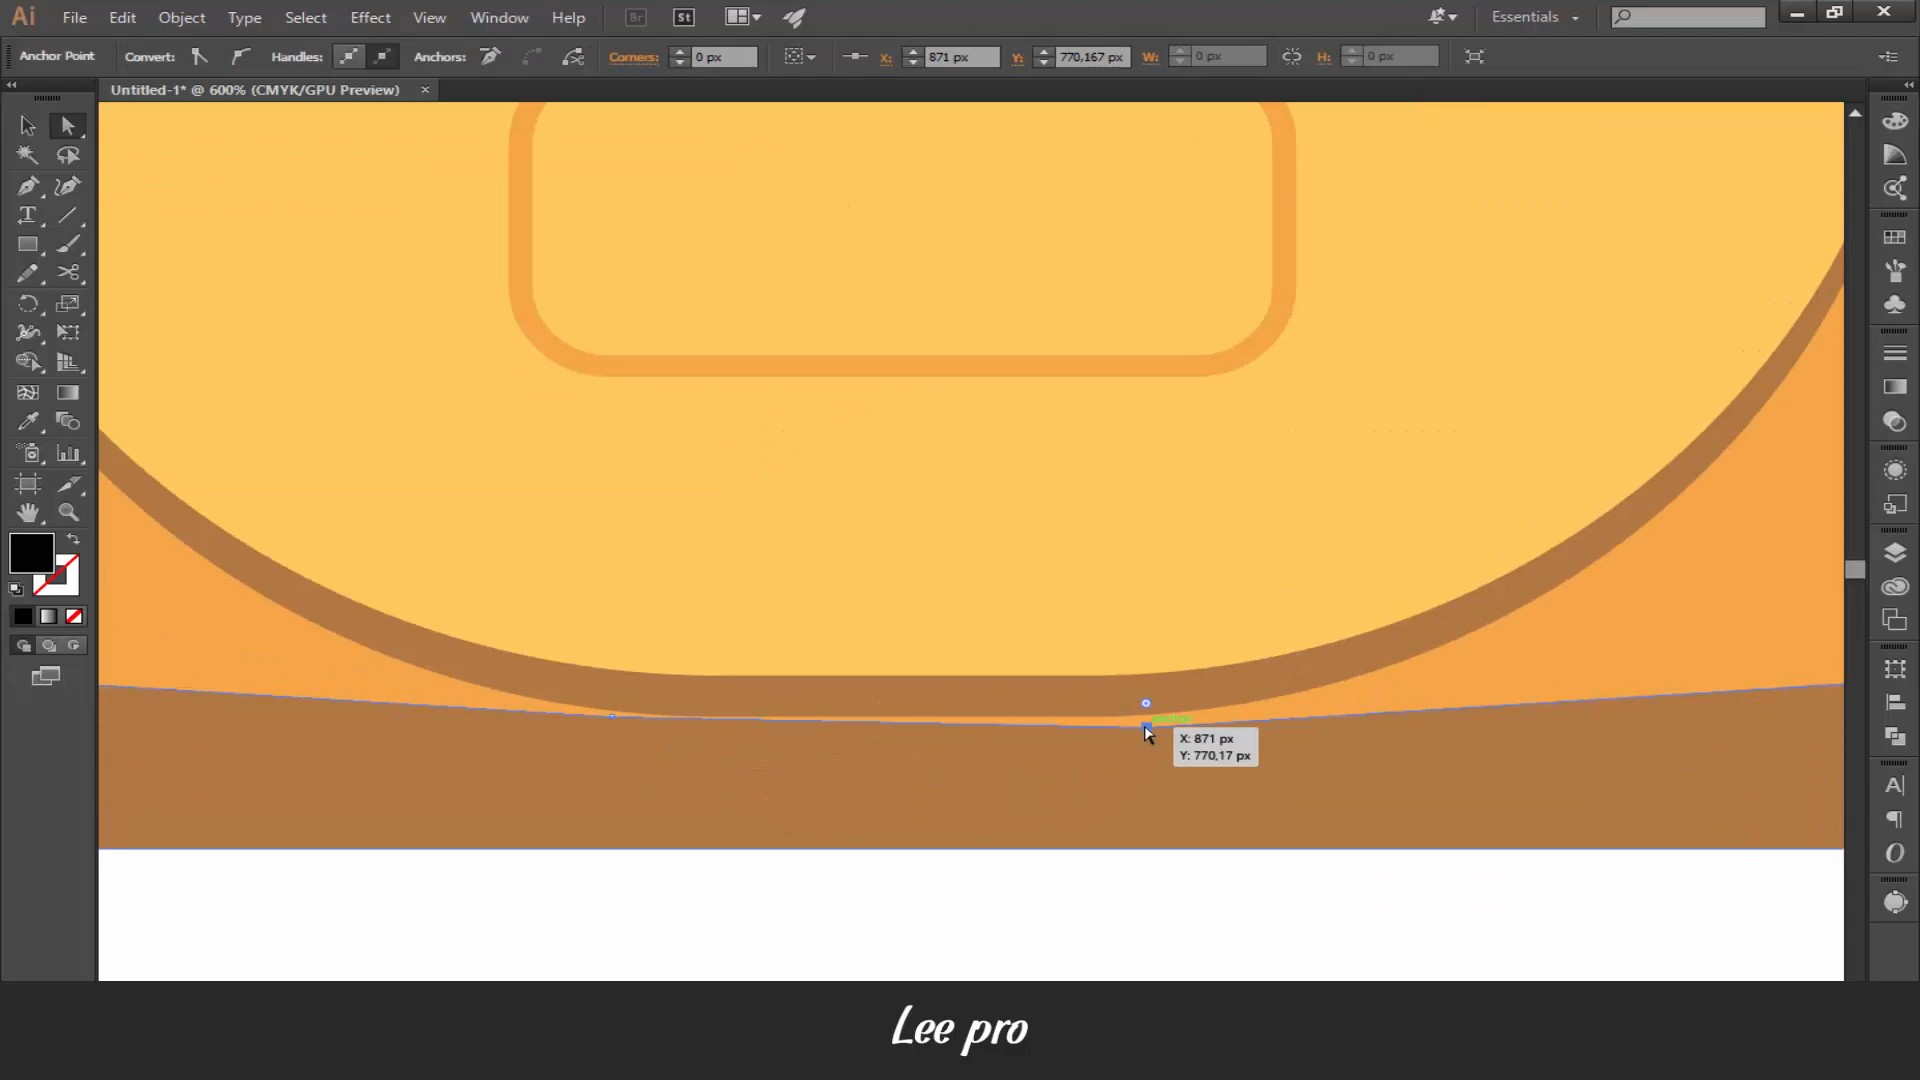 Ai File Edit Object Type Select Effect View Window Help Br St Essentials
Anchor Point Convert: Handles: Anchors: Corners: 0 px X: 871 px Y: 770,167 px W: 0 px H: 0 px
Untitled-1* @ 600% (CMYK/GPU Preview) ×
X: 871 px
Y: 770,17 px
Lee pro